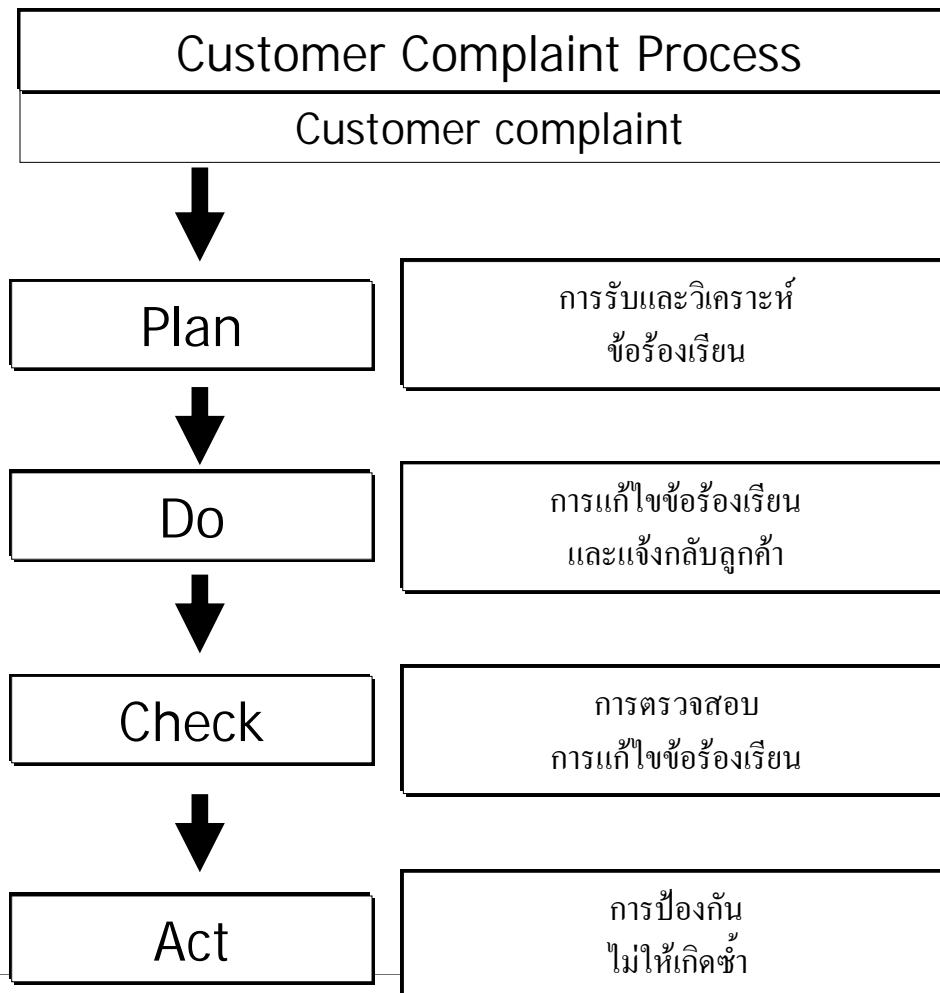 Customer Complaint Process
Customer complaint
Plan
การรับและวิเคราะห์
ข้อร้องเรียน
Do
การแก้ไขข้อร้องเรียน
และแจ้งกลับลูกค้า
Check
การตรวจสอบ
การแก้ไขข้อร้องเรียน
Act
การป้องกัน
ไม่ให้เกิดซ้ำ